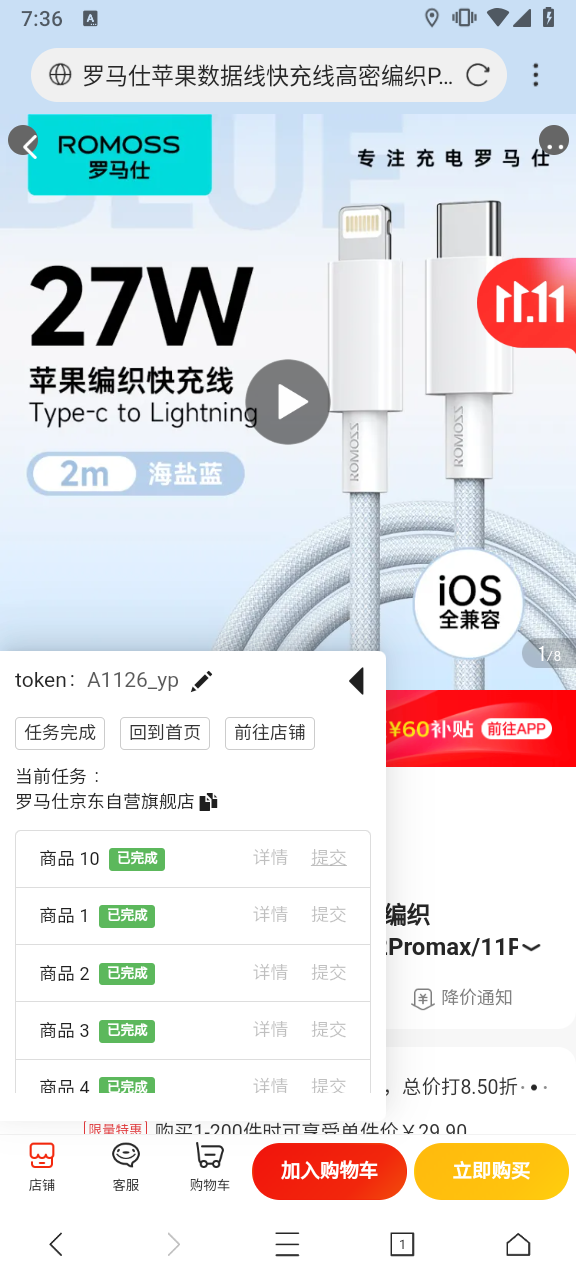 7:36
罗马仕苹果数据线快充线高密编织P...
BLUE
ROMOSS
罗马仕
专注充电罗马仕
27W
11.11
苹果编织快充线
Type-c to Lightning
2m 海盐蓝
ROMOSS
ROMOSS
iOS
全兼容
1/8
token: A1126_yp
¥60补贴 前往APP
任务完成 回到首页 前往店铺
当前任务：
罗马仕京东自营旗舰店
商品 10 已完成 详情 提交
编织
商品 1 已完成 详情 提交
2Promax/11F
商品 2 已完成 详情 提交
降价通知
商品 3 已完成 详情 提交
商品 4 已完成 详情 提交
，总价打8.50折
限量特惠 购买1-200件时可享受单件价￥29.90
店铺 客服 购物车 加入购物车 立即购买
1